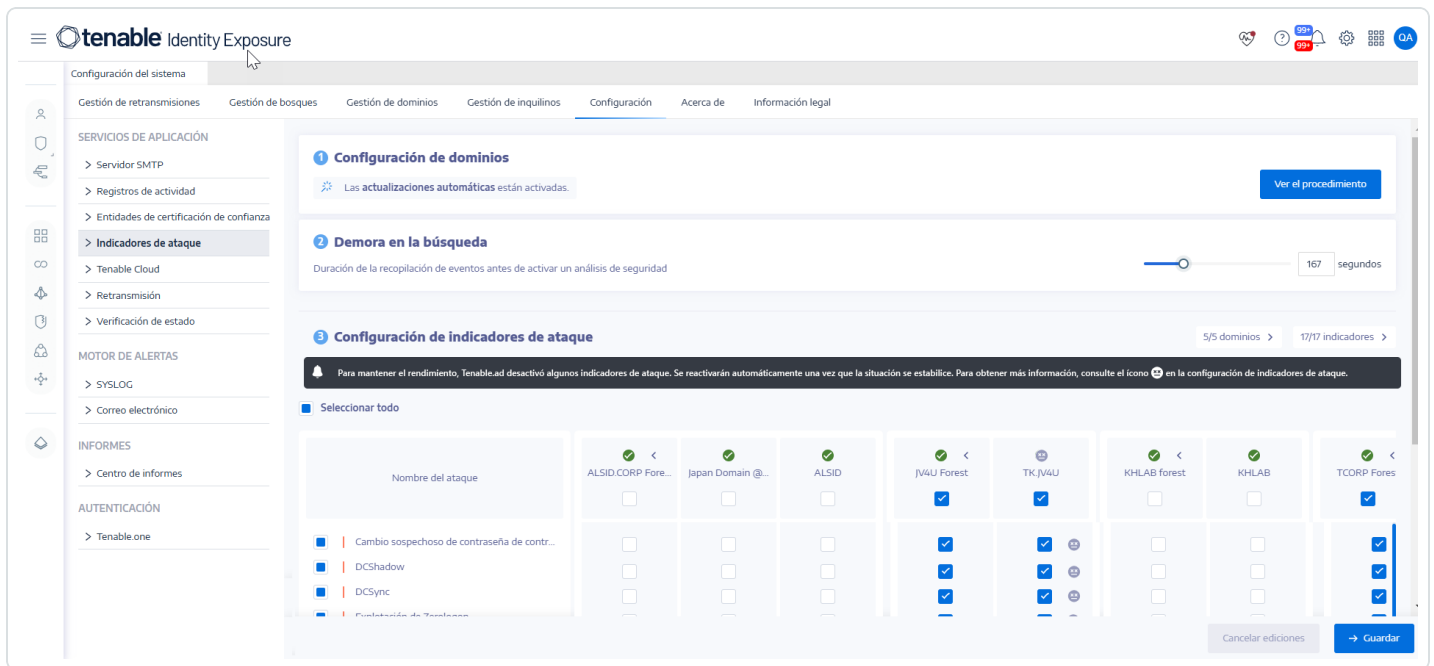 tenable Identity Exposure
99+
99+
QA
Configuración del sistema
Gestión de retransmisiones
Gestión de bosques
Gestión de dominios
Gestión de inquilinos
Configuración
Acerca de
Información legal
SERVICIOS DE APLICACIÓN
Servidor SMTP
Registros de actividad
Entidades de certificación de confianza
Indicadores de ataque
Tenable Cloud
Retransmisión
Verificación de estado
MOTOR DE ALERTAS
SYSLOG
Correo electrónico
INFORMES
Centro de informes
AUTENTICACIÓN
Tenable.one
1 Configuración de dominios
Las actualizaciones automáticas están activadas.
Ver el procedimiento
2 Demora en la búsqueda
Duración de la recopilación de eventos antes de activar un análisis de seguridad
167 segundos
3 Configuración de indicadores de ataque
5/5 dominios >
17/17 indicadores >
Para mantener el rendimiento, Tenable.ad desactivó algunos indicadores de ataque. Se reactivarán automáticamente una vez que la situación se estabilice. Para obtener más información, consulte el ícono en la configuración de indicadores de ataque.
Seleccionar todo
Nombre del ataque
ALSID.CORP Fore...
Japan Domain @...
ALSID
JV4U Forest
TK.JV4U
KHLAB forest
KHLAB
TCORP Fores
Cambio sospechoso de contraseña de contr...
DCShadow
DCSync
Explotación de Zerologon
Cancelar ediciones
→ Guardar